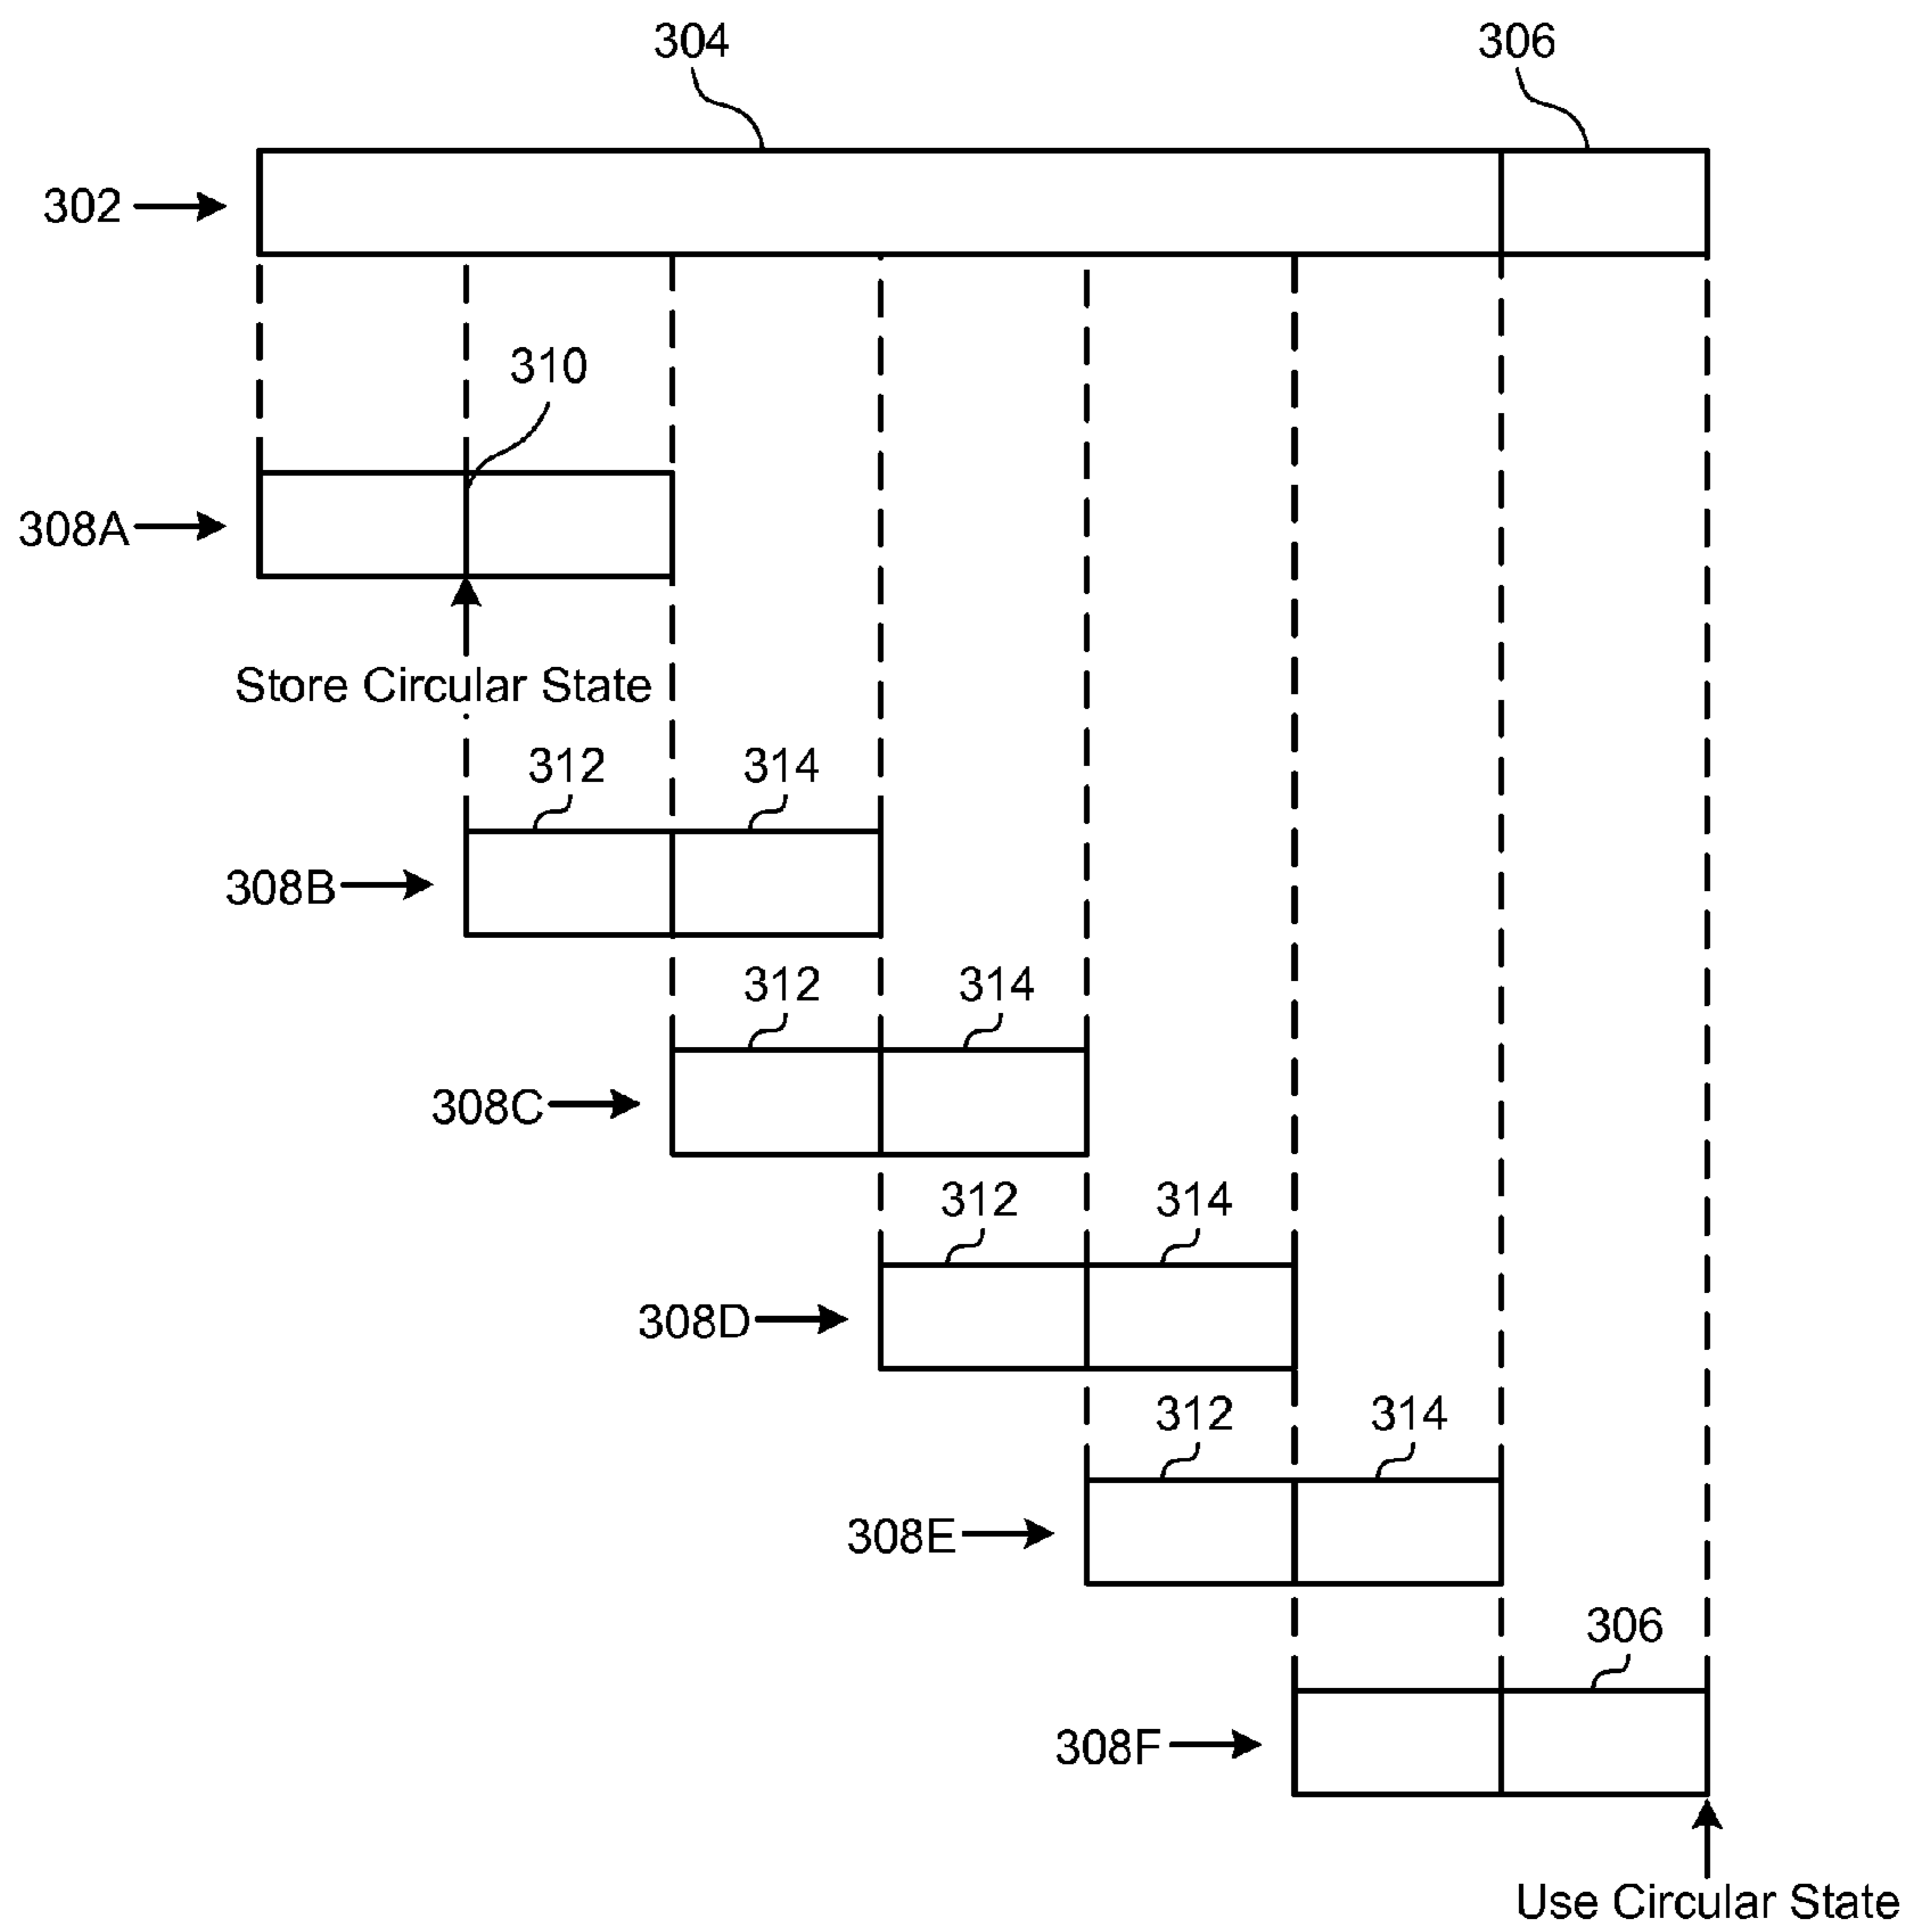 304
306
302
310
308A
Store Circular State
312
314
308B
312
314
308C
312
314
308D
312
314
308E
306
308F
Use Circular State